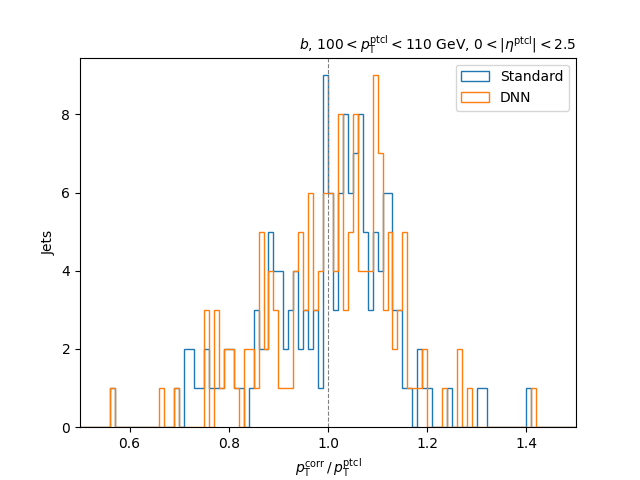 b, 100 < p_T^ptcl < 110 GeV, 0 < |η^ptcl| < 2.5
Standard
DNN
Jets
8
6
4
2
0
0.6 0.8 1.0 1.2 1.4
p_T^corr / p_T^ptcl